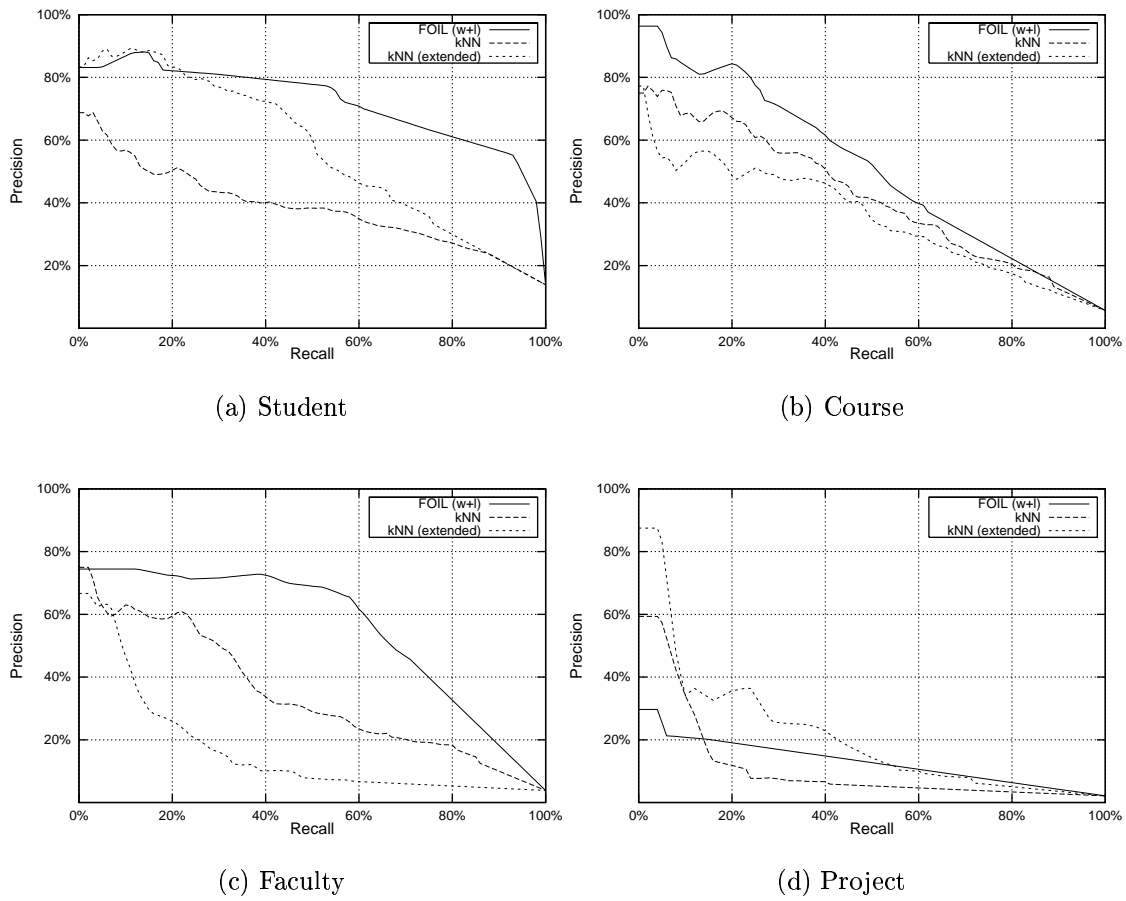 100%
80%
60%
40%
20%
Precision
0%
20%
40%
60%
80%
100%
Recall
FOIL (w+l)
kNN
kNN (extended)
(a) Student
100%
80%
60%
40%
20%
Precision
0%
20%
40%
60%
80%
100%
Recall
FOIL (w+l)
kNN
kNN (extended)
(b) Course
100%
80%
60%
40%
20%
Precision
0%
20%
40%
60%
80%
100%
Recall
FOIL (w+l)
kNN
kNN (extended)
(c) Faculty
100%
80%
60%
40%
20%
Precision
0%
20%
40%
60%
80%
100%
Recall
FOIL (w+l)
kNN
kNN (extended)
(d) Project